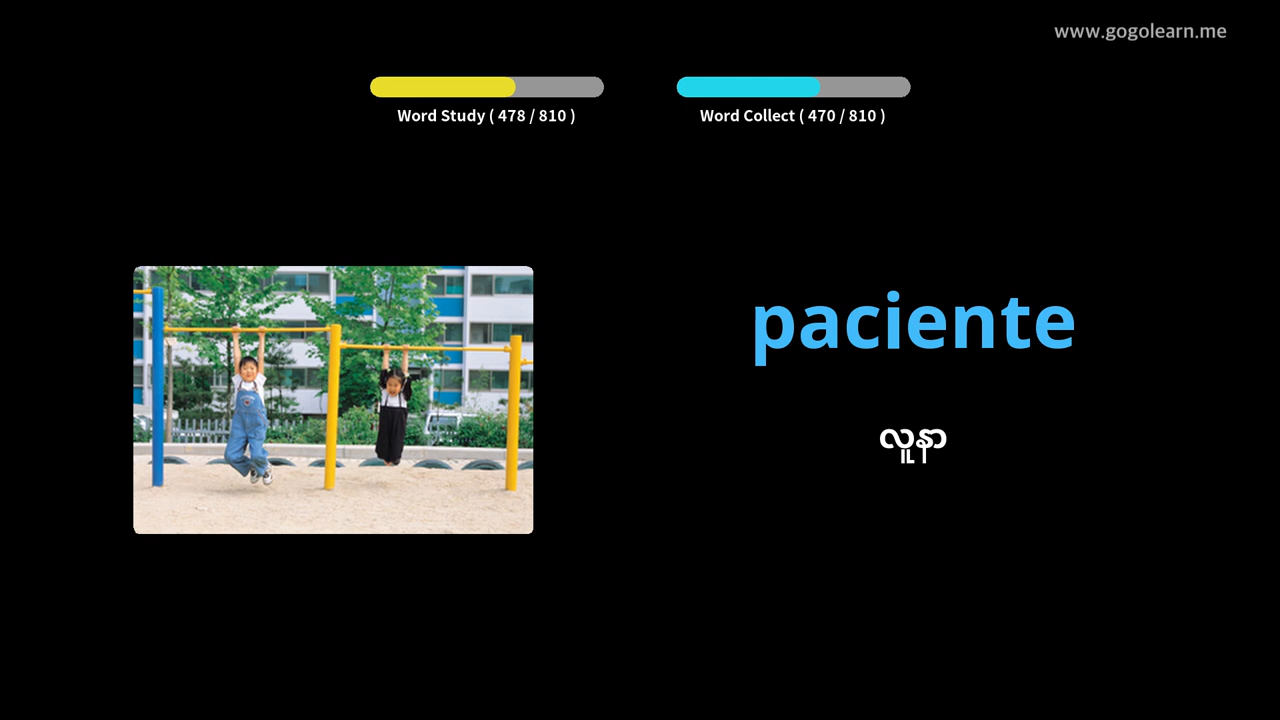 www.gogolearn.me
Word Study ( 478 / 810 )
Word Collect ( 470 / 810 )
paciente
လူနာ